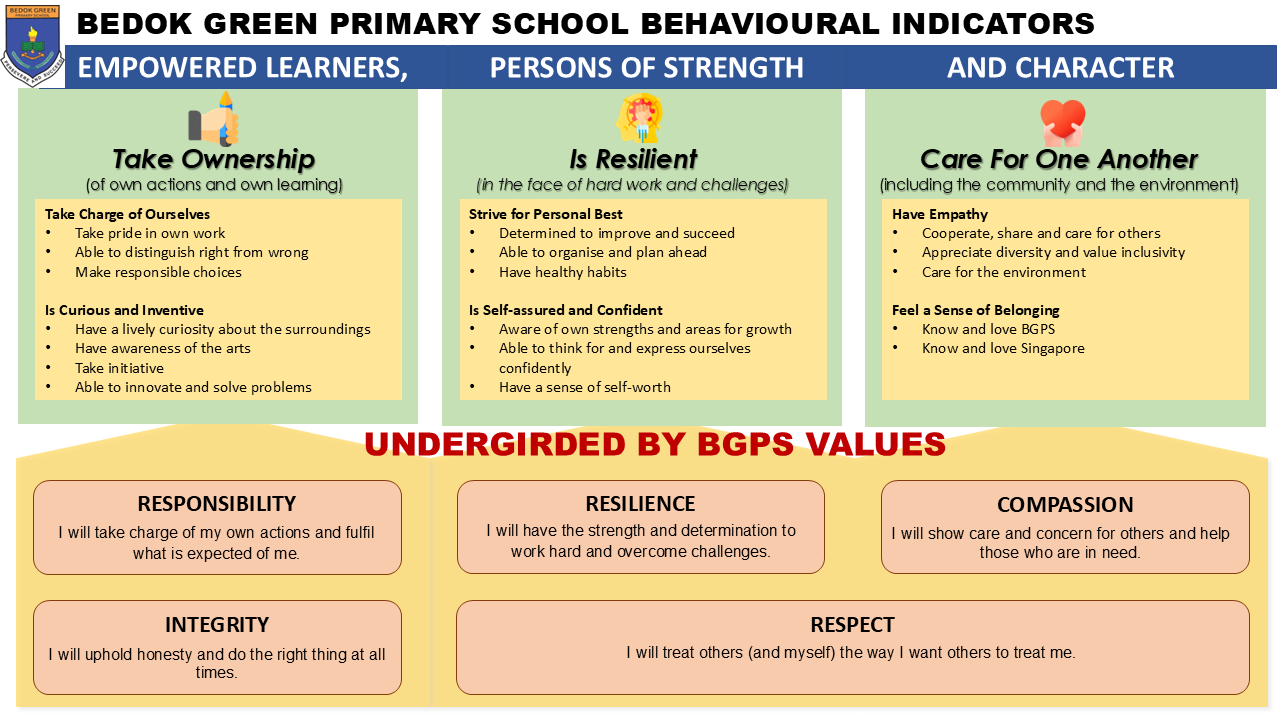 BEDOK GREEN PRIMARY SCHOOL BEHAVIOURAL INDICATORS
BEDOK GREEN
PRIMARY SCHOOL
PERSEVERE AND SUCCEED
EMPOWERED LEARNERS,
PERSONS OF STRENGTH
AND CHARACTER
Take Ownership
(of own actions and own learning)
Take Charge of Ourselves
• Take pride in own work
• Able to distinguish right from wrong
• Make responsible choices
Is Curious and Inventive
• Have a lively curiosity about the surroundings
• Have awareness of the arts
• Take initiative
• Able to innovate and solve problems
Is Resilient
(in the face of hard work and challenges)
Strive for Personal Best
• Determined to improve and succeed
• Able to organise and plan ahead
• Have healthy habits
Is Self-assured and Confident
• Aware of own strengths and areas for growth
• Able to think for and express ourselves
confidently
• Have a sense of self-worth
Care For One Another
(including the community and the environment)
Have Empathy
• Cooperate, share and care for others
• Appreciate diversity and value inclusivity
• Care for the environment
Feel a Sense of Belonging
• Know and love BGPS
• Know and love Singapore
UNDERGIRDED BY BGPS VALUES
RESPONSIBILITY
I will take charge of my own actions and fulfil
what is expected of me.
RESILIENCE
I will have the strength and determination to
work hard and overcome challenges.
COMPASSION
I will show care and concern for others and help
those who are in need.
INTEGRITY
I will uphold honesty and do the right thing at all
times.
RESPECT
I will treat others (and myself) the way I want others to treat me.